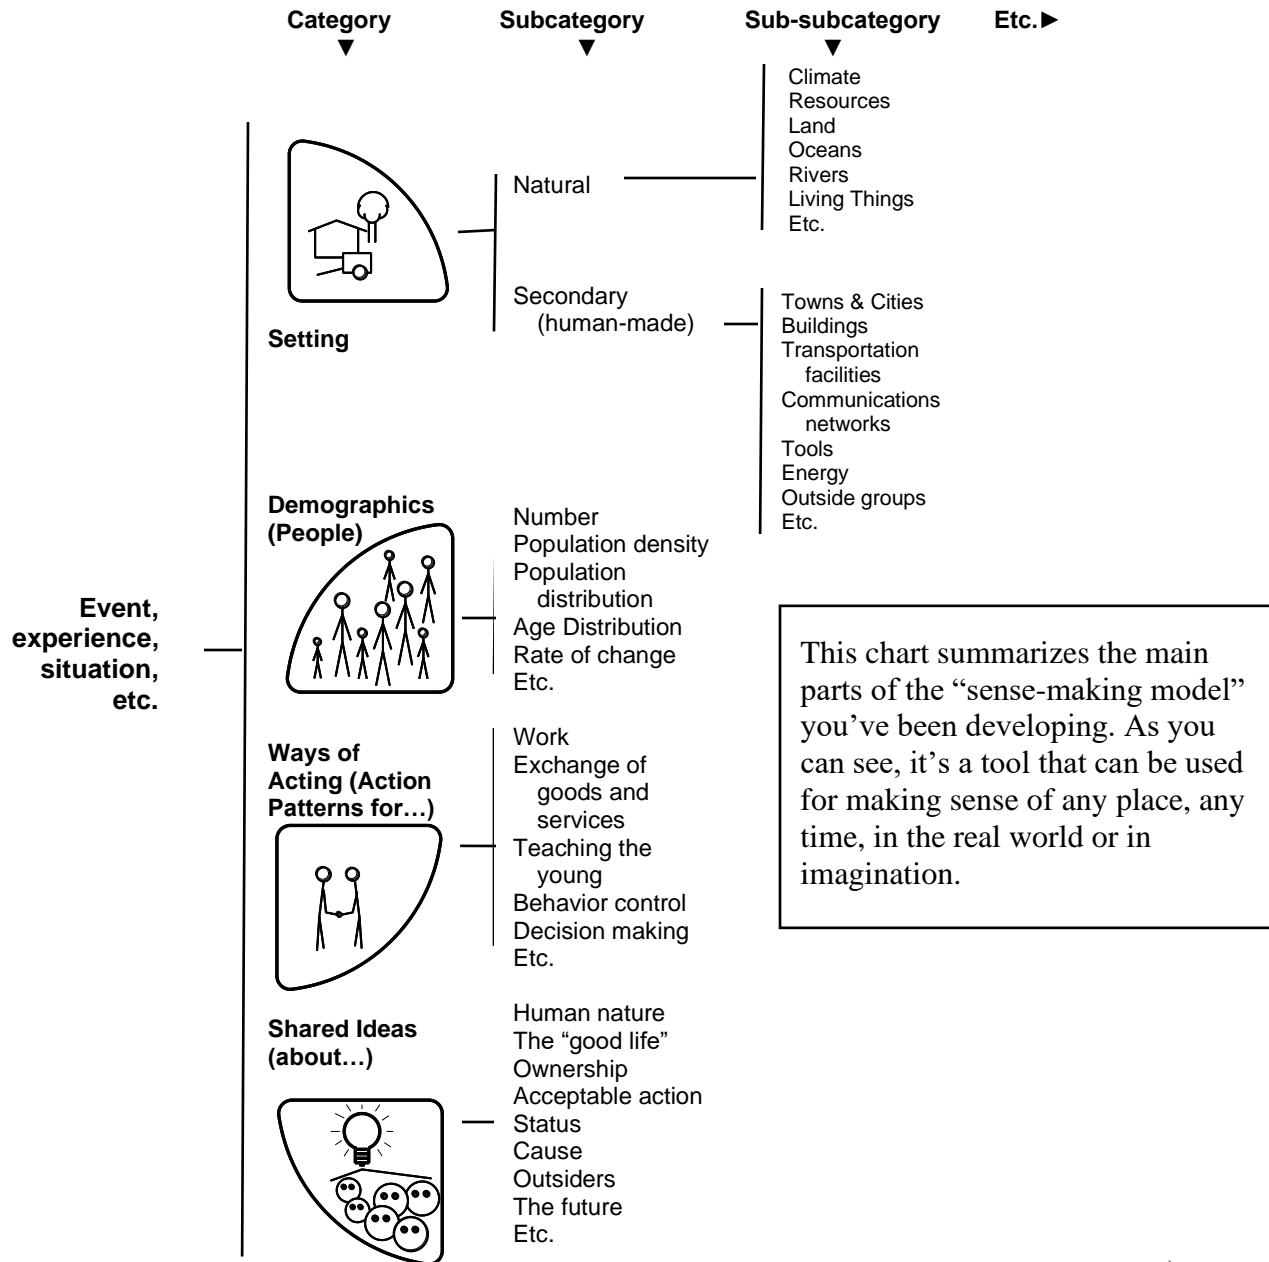 Category
Subcategory
Sub-subcategory
Etc.►
▼
▼
▼
Climate
Resources
Land
Oceans
Rivers
Living Things
Etc.
Natural
Secondary
(human-made)
Towns & Cities
Buildings
Transportation
facilities
Communications
networks
Tools
Energy
Outside groups
Etc.
Setting
Demographics
(People)
Number
Population density
Population
distribution
Age Distribution
Rate of change
Etc.
Event,
experience,
situation,
etc.
This chart summarizes the main
parts of the “sense-making model”
you’ve been developing. As you
can see, it’s a tool that can be used
for making sense of any place, any
time, in the real world or in
imagination.
Ways of
Acting (Action
Patterns for…)
Work
Exchange of
goods and
services
Teaching the
young
Behavior control
Decision making
Etc.
Shared Ideas
(about…)
Human nature
The “good life”
Ownership
Acceptable action
Status
Cause
Outsiders
The future
Etc.